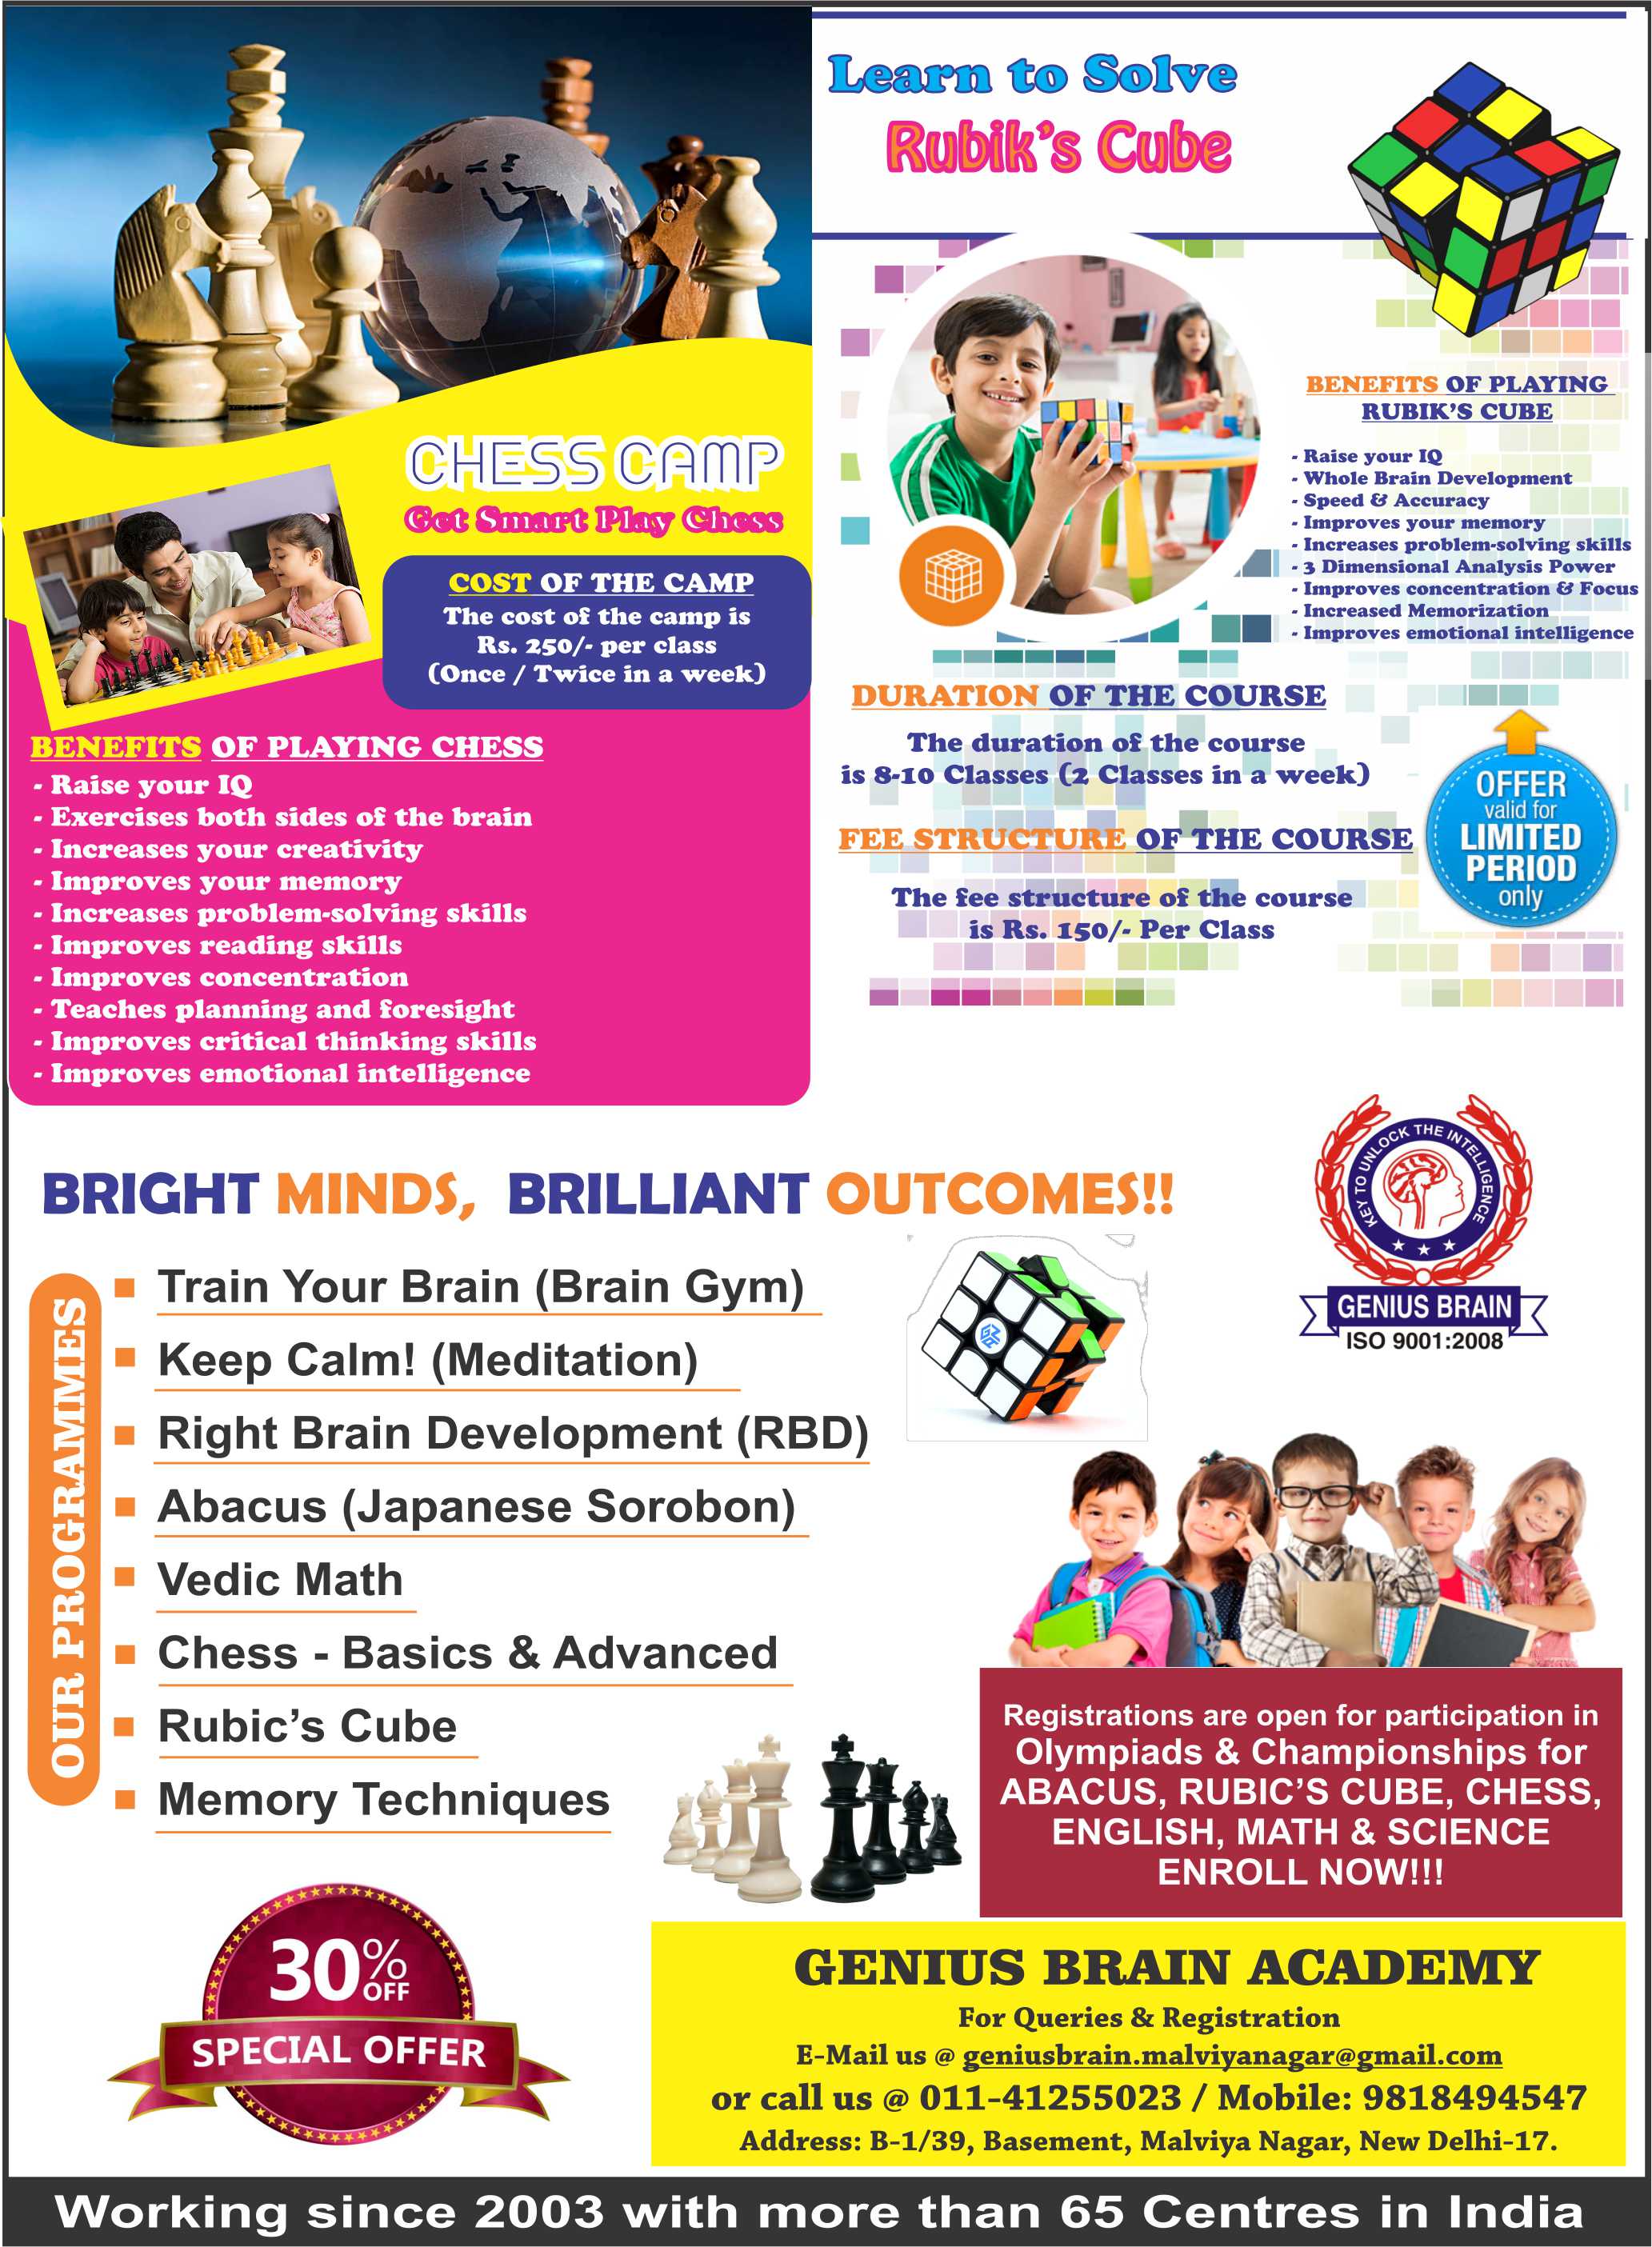 Learn to Solve
Rubik's Cube
CHESS CAMP
Get Smart Play Chess
COST OF THE CAMP
The cost of the camp is
Rs. 250/- per class
(Once / Twice in a week)
BENEFITS OF PLAYING CHESS
- Raise your IQ
- Exercises both sides of the brain
- Increases your creativity
- Improves your memory
- Increases problem-solving skills
- Improves reading skills
- Improves concentration
- Teaches planning and foresight
- Improves critical thinking skills
- Improves emotional intelligence
BENEFITS OF PLAYING
RUBIK'S CUBE
- Raise your IQ
- Whole Brain Development
- Speed & Accuracy
- Improves your memory
- Increases problem-solving skills
- 3 Dimensional Analysis Power
- Improves concentration & Focus
- Increased Memorization
- Improves emotional intelligence
DURATION OF THE COURSE
The duration of the course
is 8-10 Classes (2 Classes in a week)
FEE STRUCTURE OF THE COURSE
The fee structure of the course
is Rs. 150/- Per Class
OFFER
valid for
LIMITED
PERIOD
only
BRIGHT MINDS, BRILLIANT OUTCOMES!!
KEY TO UNLOCK THE INTELLIGENCE
GENIUS BRAIN
ISO 9001:2008
OUR PROGRAMMES
Train Your Brain (Brain Gym)
Keep Calm! (Meditation)
Right Brain Development (RBD)
Abacus (Japanese Sorobon)
Vedic Math
Chess - Basics & Advanced
Rubic's Cube
Memory Techniques
Registrations are open for participation in
Olympiads & Championships for
ABACUS, RUBIC'S CUBE, CHESS,
ENGLISH, MATH & SCIENCE
ENROLL NOW!!!
30% OFF
SPECIAL OFFER
GENIUS BRAIN ACADEMY
For Queries & Registration
E-Mail us @ geniusbrain.malviyanagar@gmail.com
or call us @ 011-41255023 / Mobile: 9818494547
Address: B-1/39, Basement, Malviya Nagar, New Delhi-17.
Working since 2003 with more than 65 Centres in India